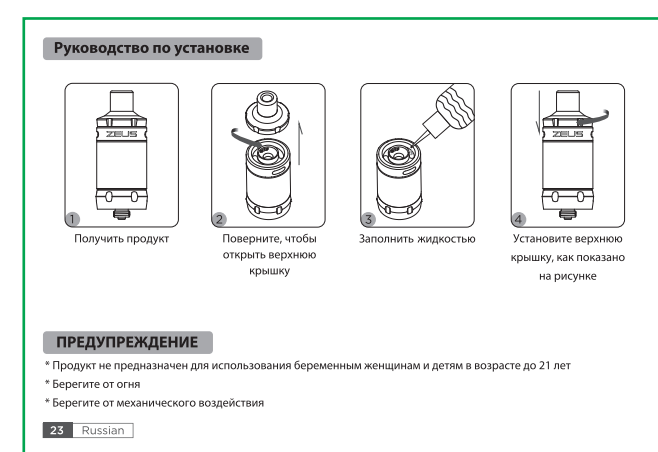 Руководство по установке
ZEUS
ZEUS
1
2
3
4
Получить продукт
Поверните, чтобы
открыть верхнюю
крышку
Заполнить жидкостью
Установите верхнюю
крышку, как показано
на рисунке
ПРЕДУПРЕЖДЕНИЕ
* Продукт не предназначен для использования беременным женщинам и детям в возрасте до 21 лет
* Берегите от огня
* Берегите от механического воздействия
23 Russian